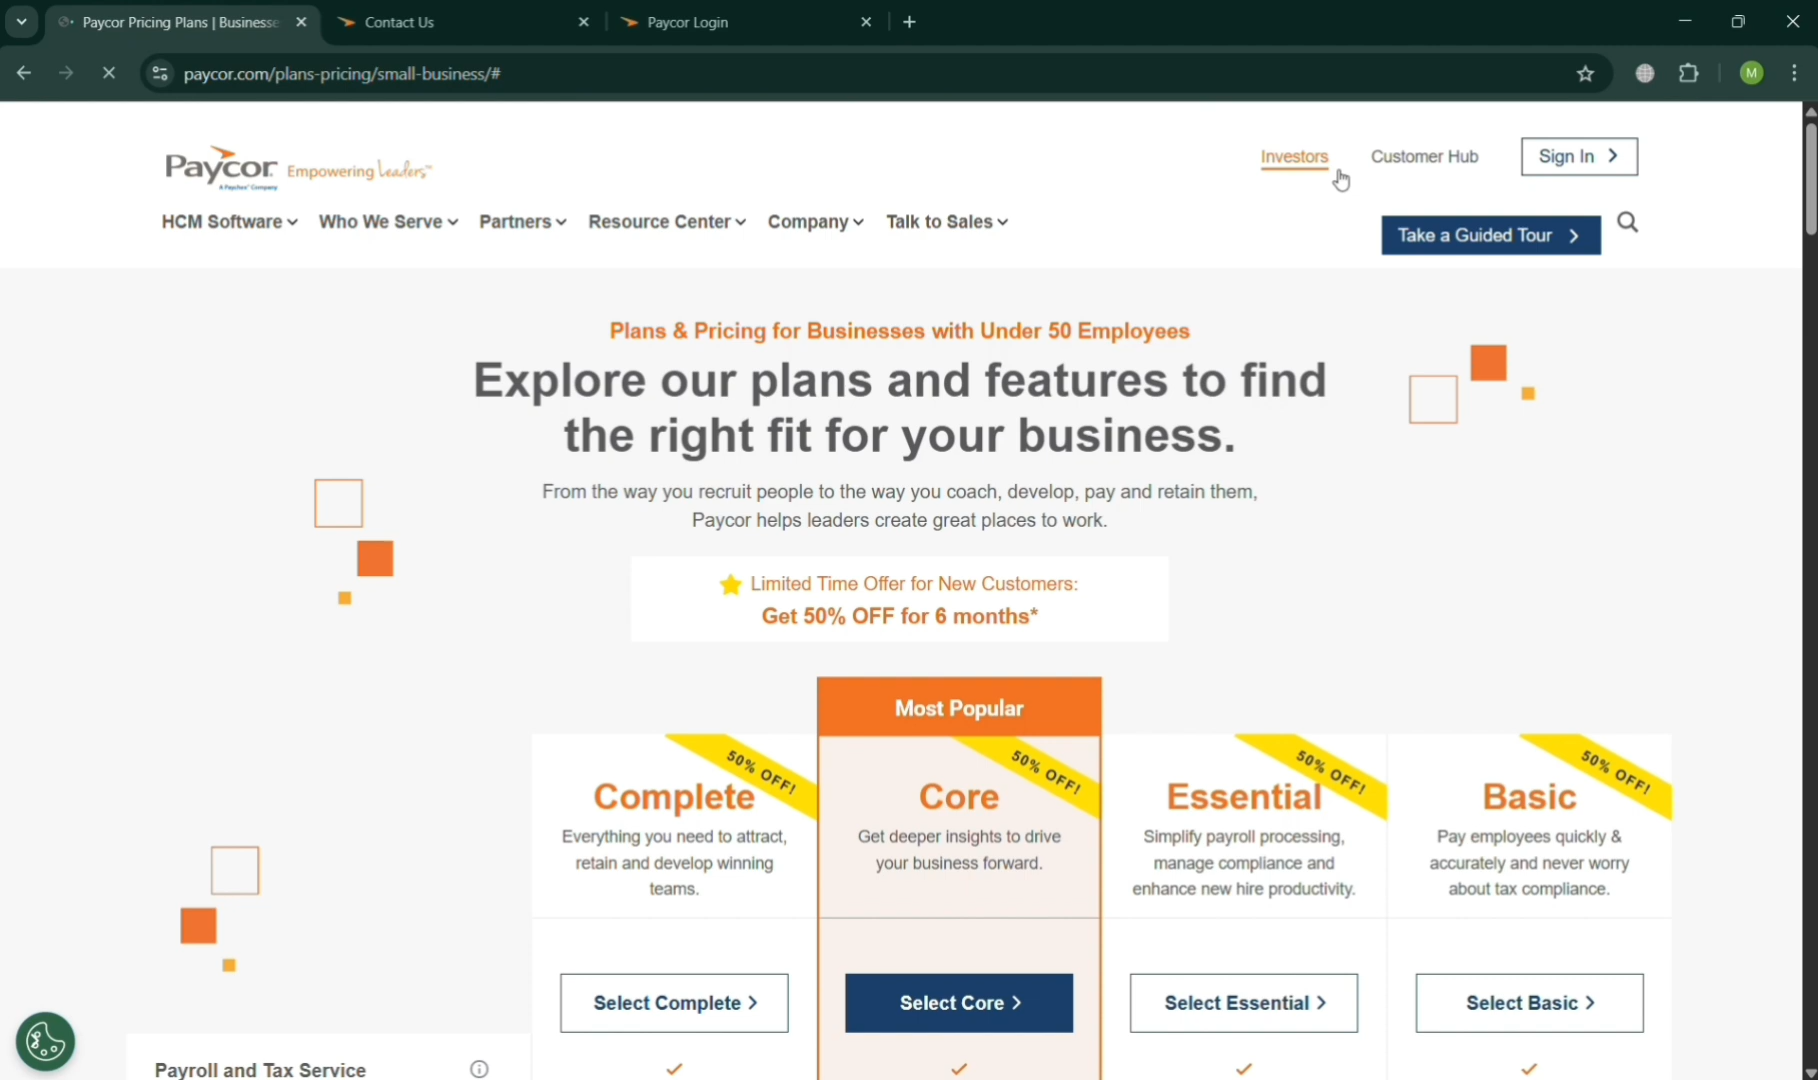 Paycor Pricing Plans | Businesse
Contact Us
Paycor Login
paycor.com/plans-pricing/small-business/#
M
Paycor
A Paychex Company
Empowering Leaders™
Investors
Customer Hub
Sign In
HCM Software
Who We Serve
Partners
Resource Center
Company
Talk to Sales
Take a Guided Tour
Plans & Pricing for Businesses with Under 50 Employees
Explore our plans and features to find
the right fit for your business.
From the way you recruit people to the way you coach, develop, pay and retain them,
Paycor helps leaders create great places to work.
Limited Time Offer for New Customers:
Get 50% OFF for 6 months*
Most Popular
50% OFF!
Complete
Everything you need to attract,
retain and develop winning
teams.
Select Complete
50% OFF!
Core
Get deeper insights to drive
your business forward.
Select Core
50% OFF!
Essential
Simplify payroll processing,
manage compliance and
enhance new hire productivity.
Select Essential
50% OFF!
Basic
Pay employees quickly &
accurately and never worry
about tax compliance.
Select Basic
Payroll and Tax Service